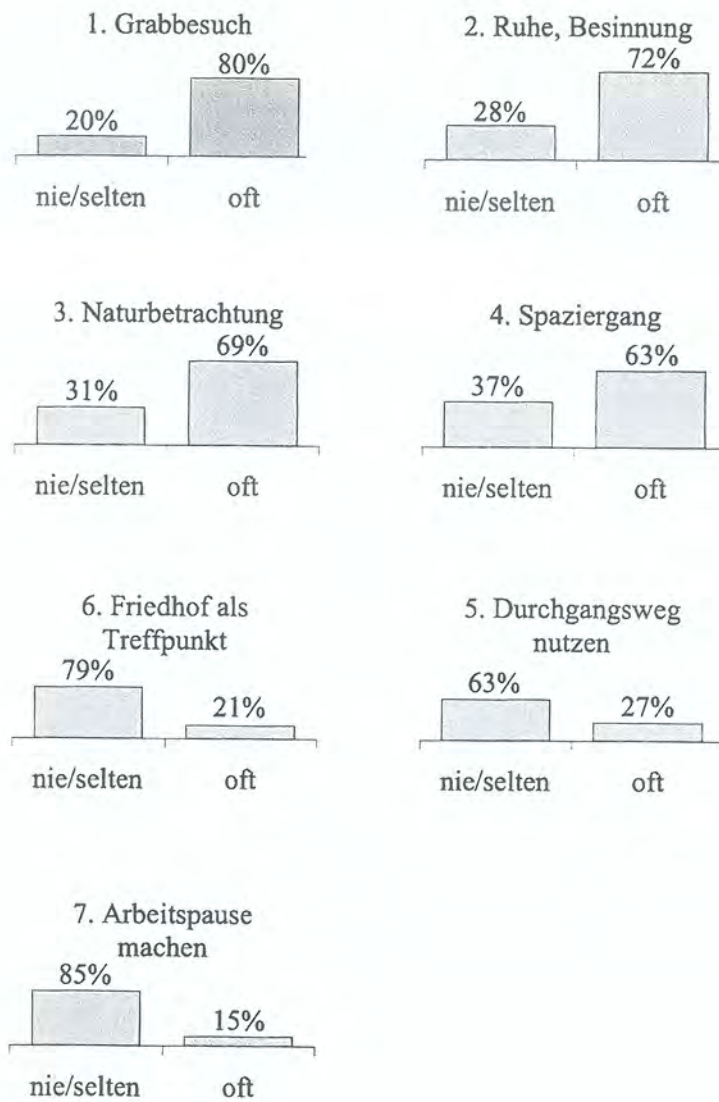 1. Grabbesuch
80%
20%
nie/selten oft
2. Ruhe, Besinnung
72%
28%
nie/selten oft
3. Naturbetrachtung
69%
31%
nie/selten oft
4. Spaziergang
63%
37%
nie/selten oft
6. Friedhof als
Treffpunkt
79%
21%
nie/selten oft
5. Durchgangsweg
nutzen
63%
27%
nie/selten oft
7. Arbeitspause
machen
85%
15%
nie/selten oft